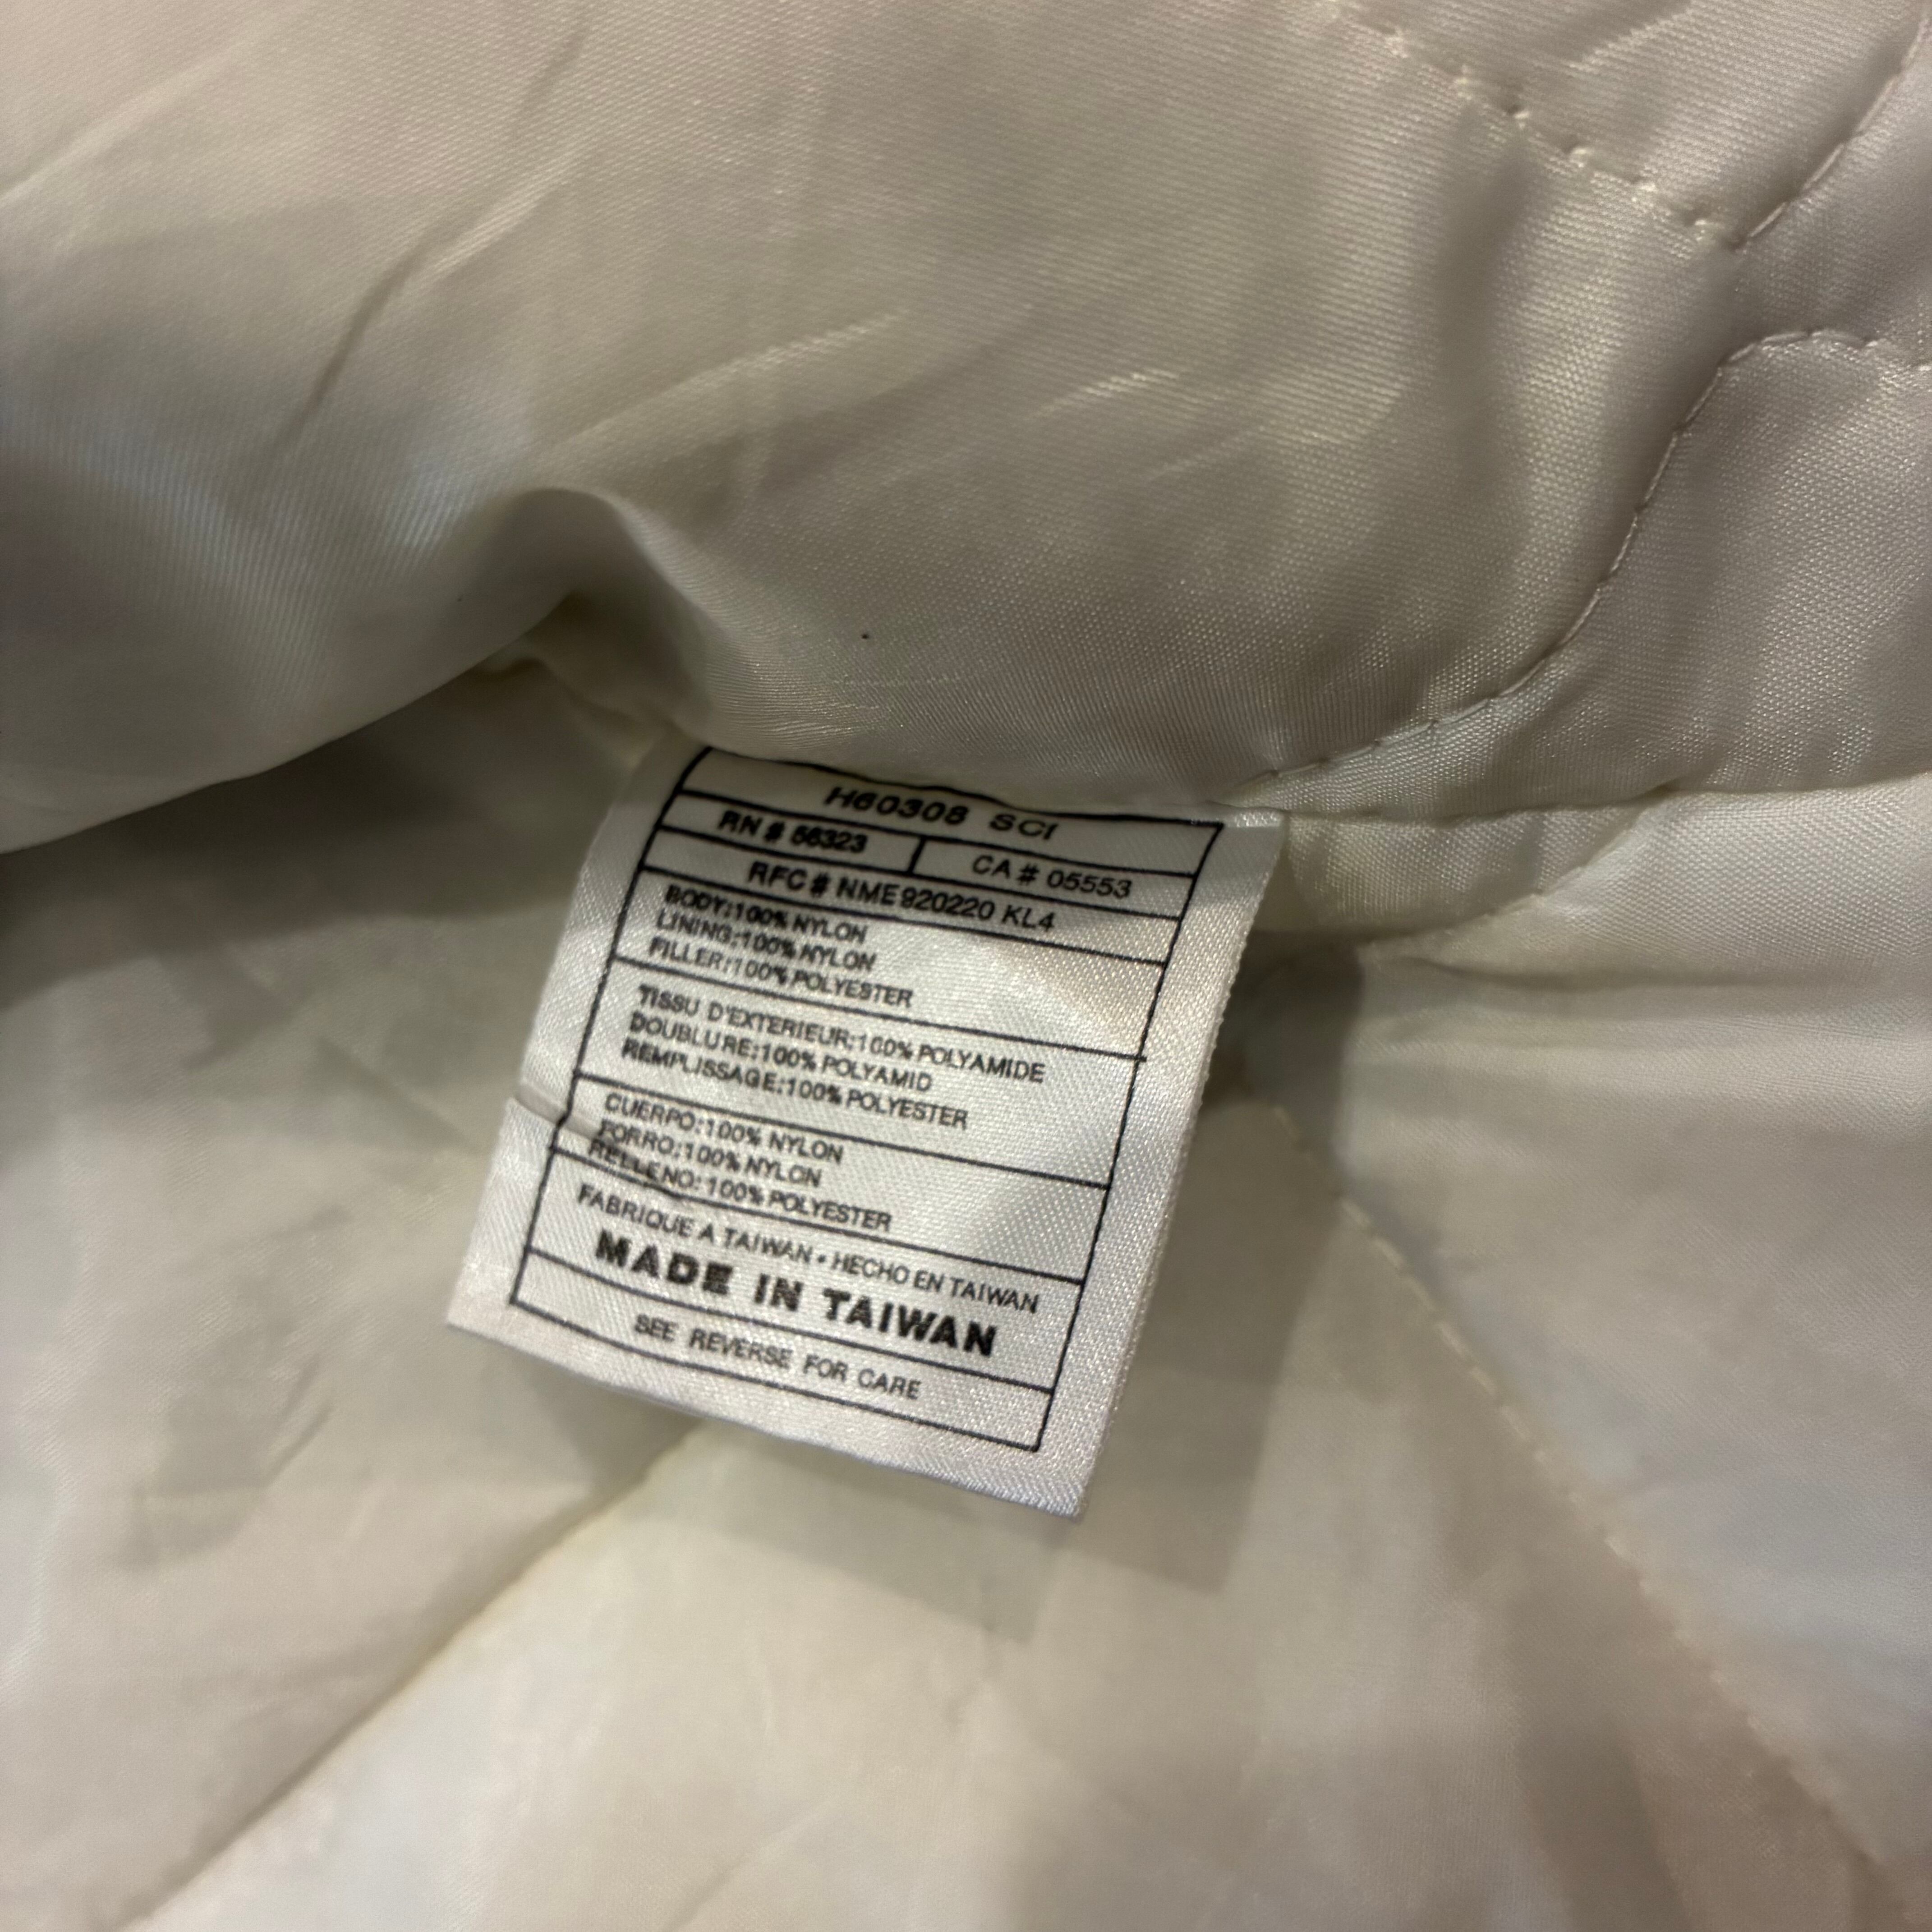 H60308 SCI
RN # 56323
CA # 05553
RFC # NME920220 KL4
BODY:100% NYLON
LINING:100% NYLON
FILLER:100% POLYESTER
TISSU D'EXTERIEUR:100% POLYAMIDE
DOUBLURE:100% POLYAMID
REMPLISSAGE:100% POLYESTER
CUERPO:100% NYLON
FORRO:100% NYLON
RELLENO:100% POLYESTER
FABRIQUE A TAIWAN • HECHO EN TAIWAN
MADE IN TAIWAN
SEE REVERSE FOR CARE